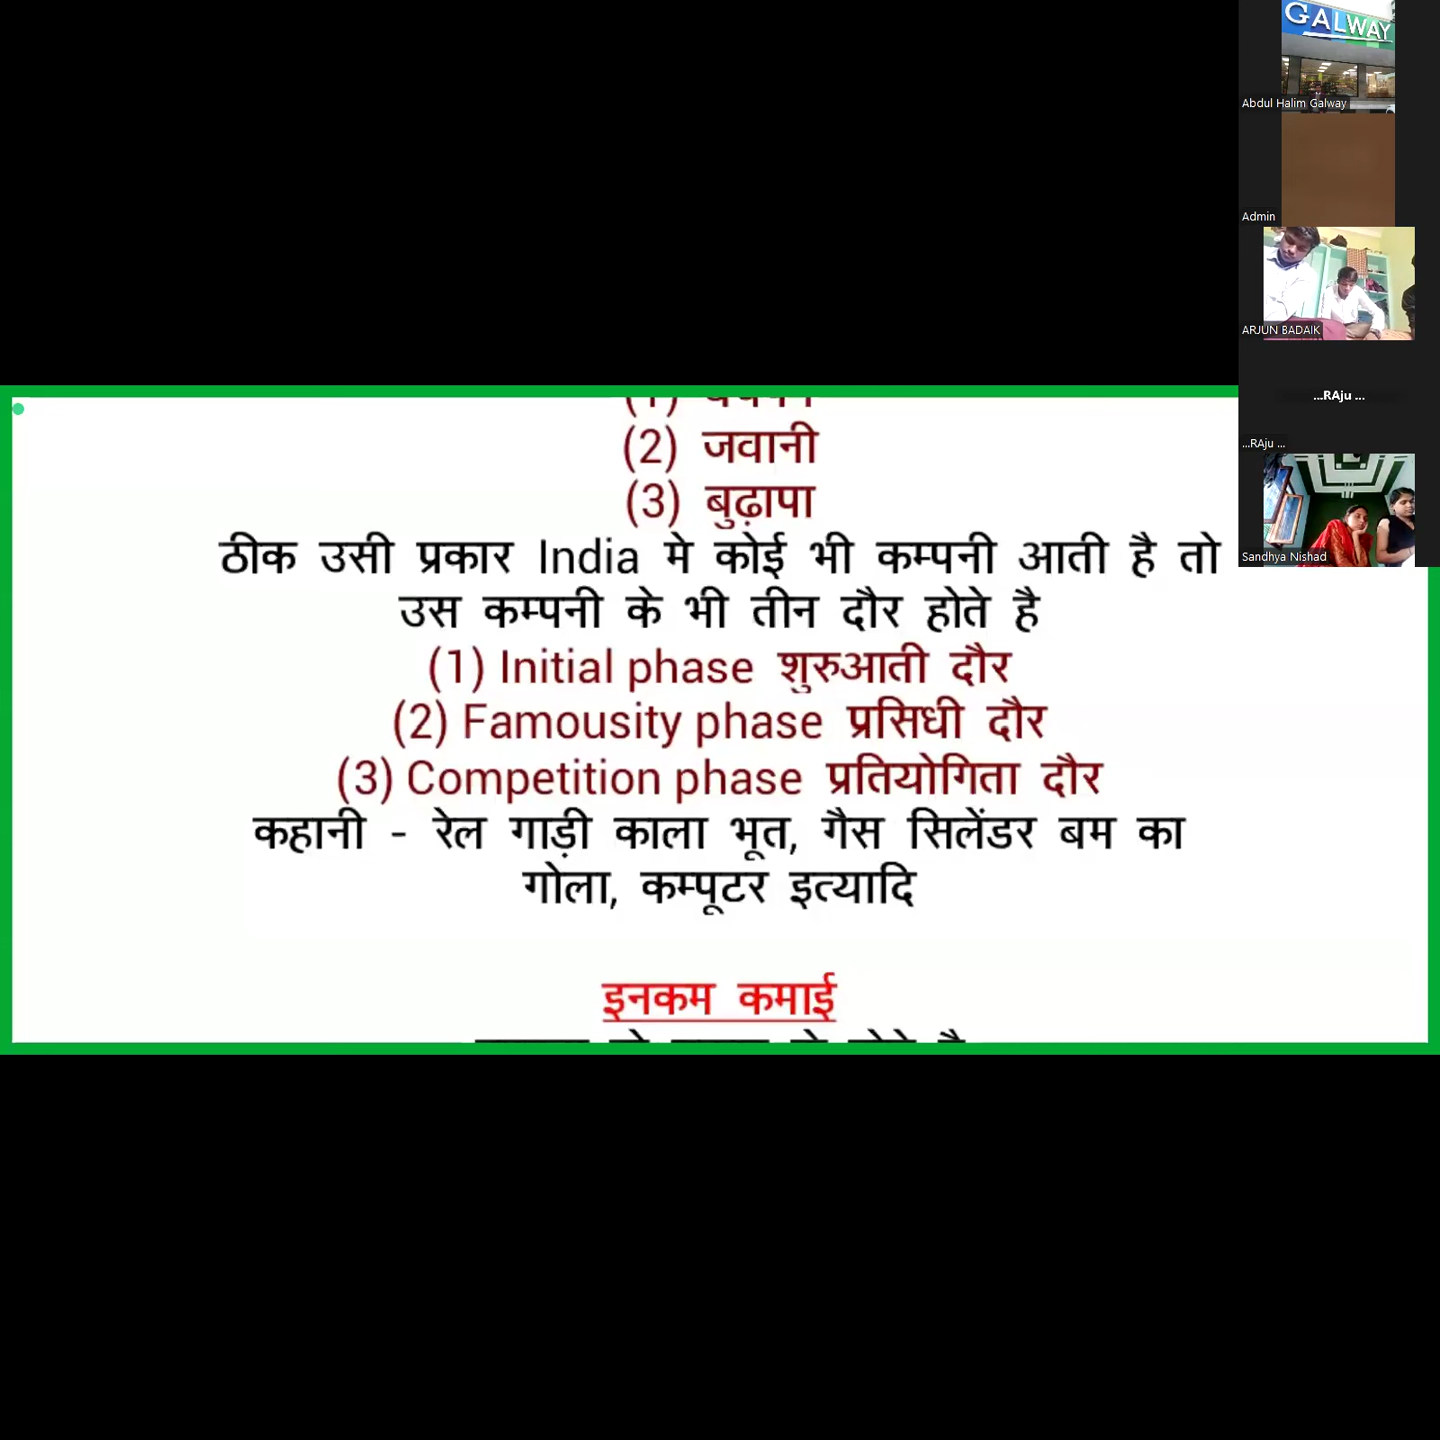 (2) जवानी
(3) बुढ़ापा
ठीक उसी प्रकार India मे कोई भी कम्पनी आती है तो
उस कम्पनी के भी तीन दौर होते है
(1) Initial phase शुरुआती दौर
(2) Famousity phase प्रसिधी दौर
(3) Competition phase प्रतियोगिता दौर
कहानी - रेल गाड़ी काला भूत, गैस सिलेंडर बम का
गोला, कम्पूटर इत्यादि
इनकम कमाई
GALWAY
Abdul Halim Galway
Admin
ARJUN BADAIK
...RAju ...
...RAju ...
Sandhya Nishad